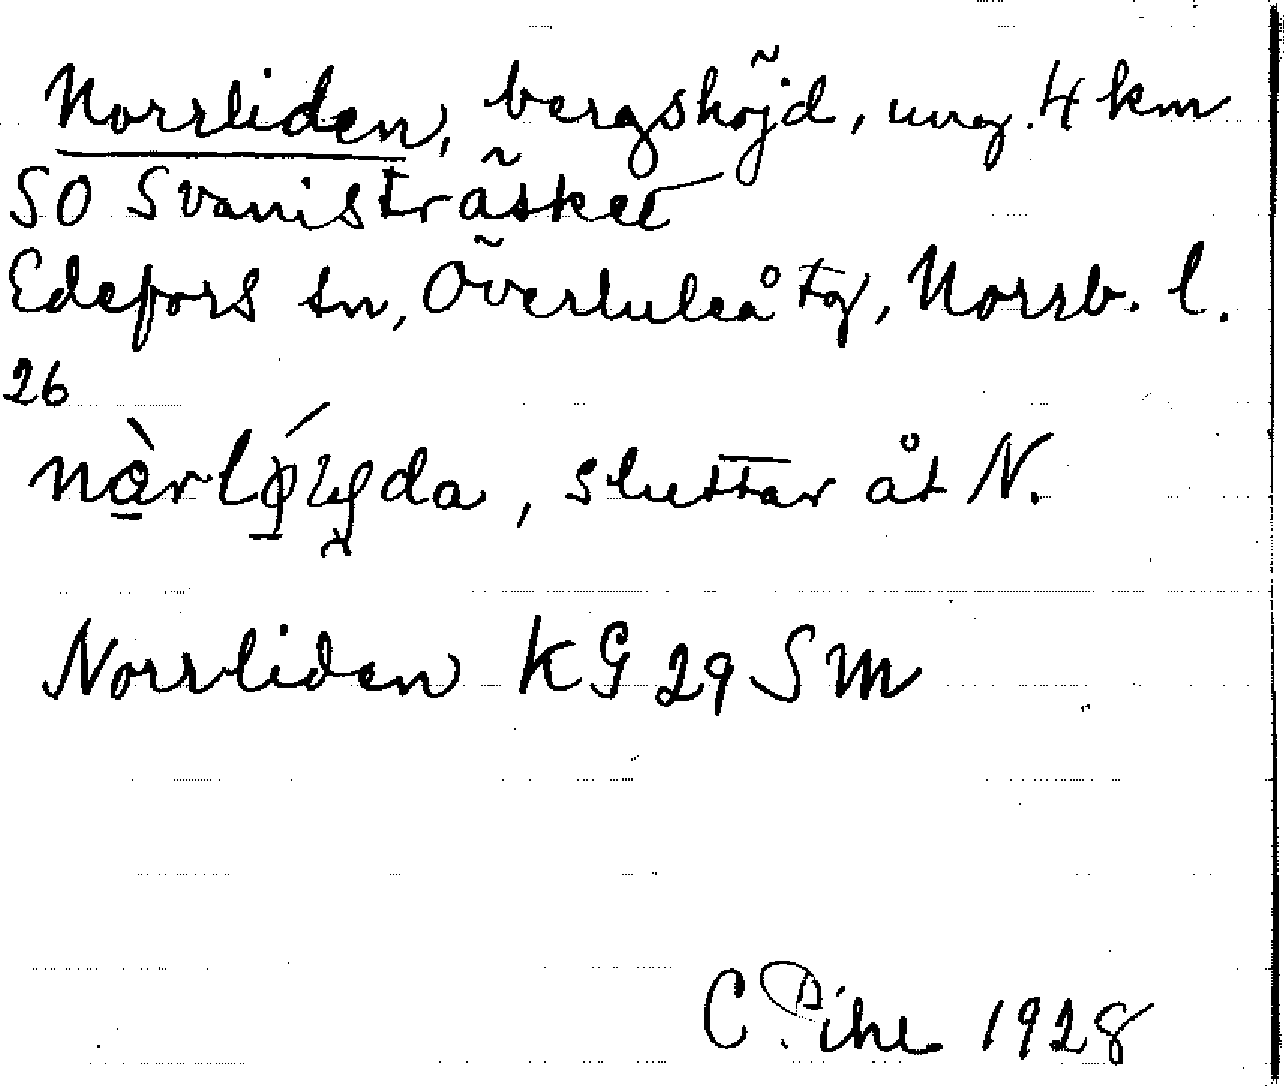 Norrliden, bergshöjd, ung. 4 km
SO Svanisträsket
Edefors sn, Överluleå tg, Norrb. l.
26
, sluttar åt N.
Norrliden KG 29 SM
C. Pihl 1928